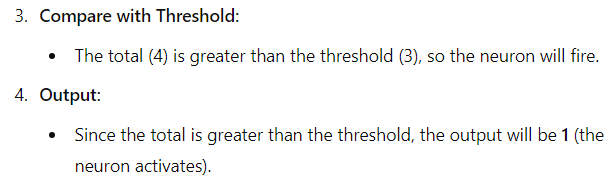 3. Compare with Threshold:
• The total (4) is greater than the threshold (3), so the neuron will fire.
4. Output:
• Since the total is greater than the threshold, the output will be 1 (the
neuron activates).